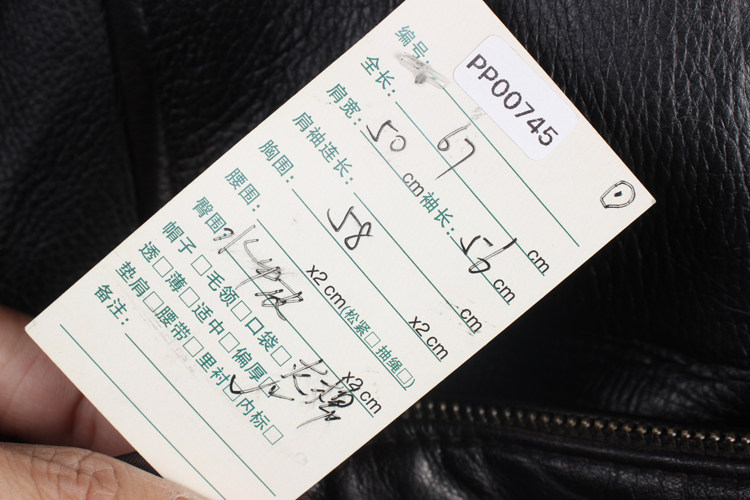 编号: PP00745
全长: 67 cm
肩宽: 50 cm 袖长: 56 cm
肩袖连长: cm
胸围: 58 x2 cm
腰围: x2 cm (松紧□ 抽绳□)
臀围: x2 cm
帽子□ 毛领□ 口袋□
透□ 薄□ 适中□ 偏厚□
垫肩□ 腰带□ 里衬□ 内标□
备注: